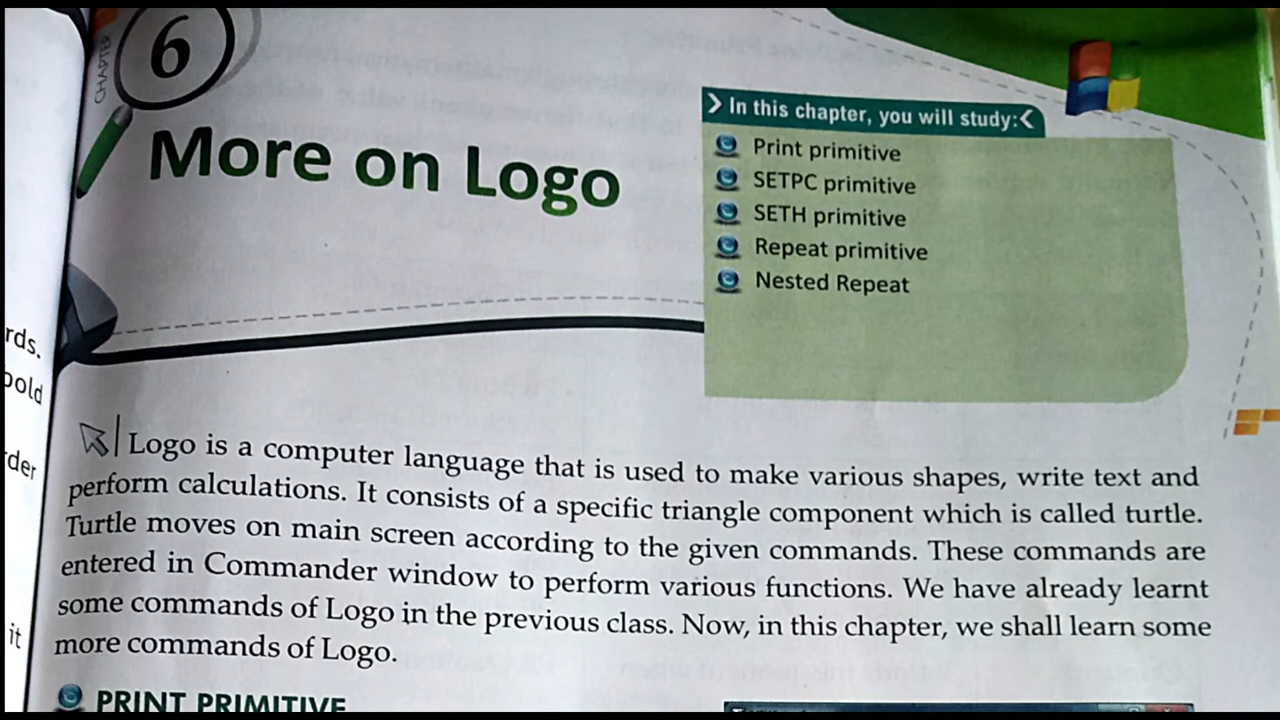 CHAPTER
6
More on Logo
In this chapter, you will study:
Print primitive
SETPC primitive
SETH primitive
Repeat primitive
Nested Repeat
rds.
bold
rder
it
Logo is a computer language that is used to make various shapes, write text and
perform calculations. It consists of a specific triangle component which is called turtle.
Turtle moves on main screen according to the given commands. These commands are
entered in Commander window to perform various functions. We have already learnt
some commands of Logo in the previous class. Now, in this chapter, we shall learn some
more commands of Logo.
PRINT PRIMITIVE